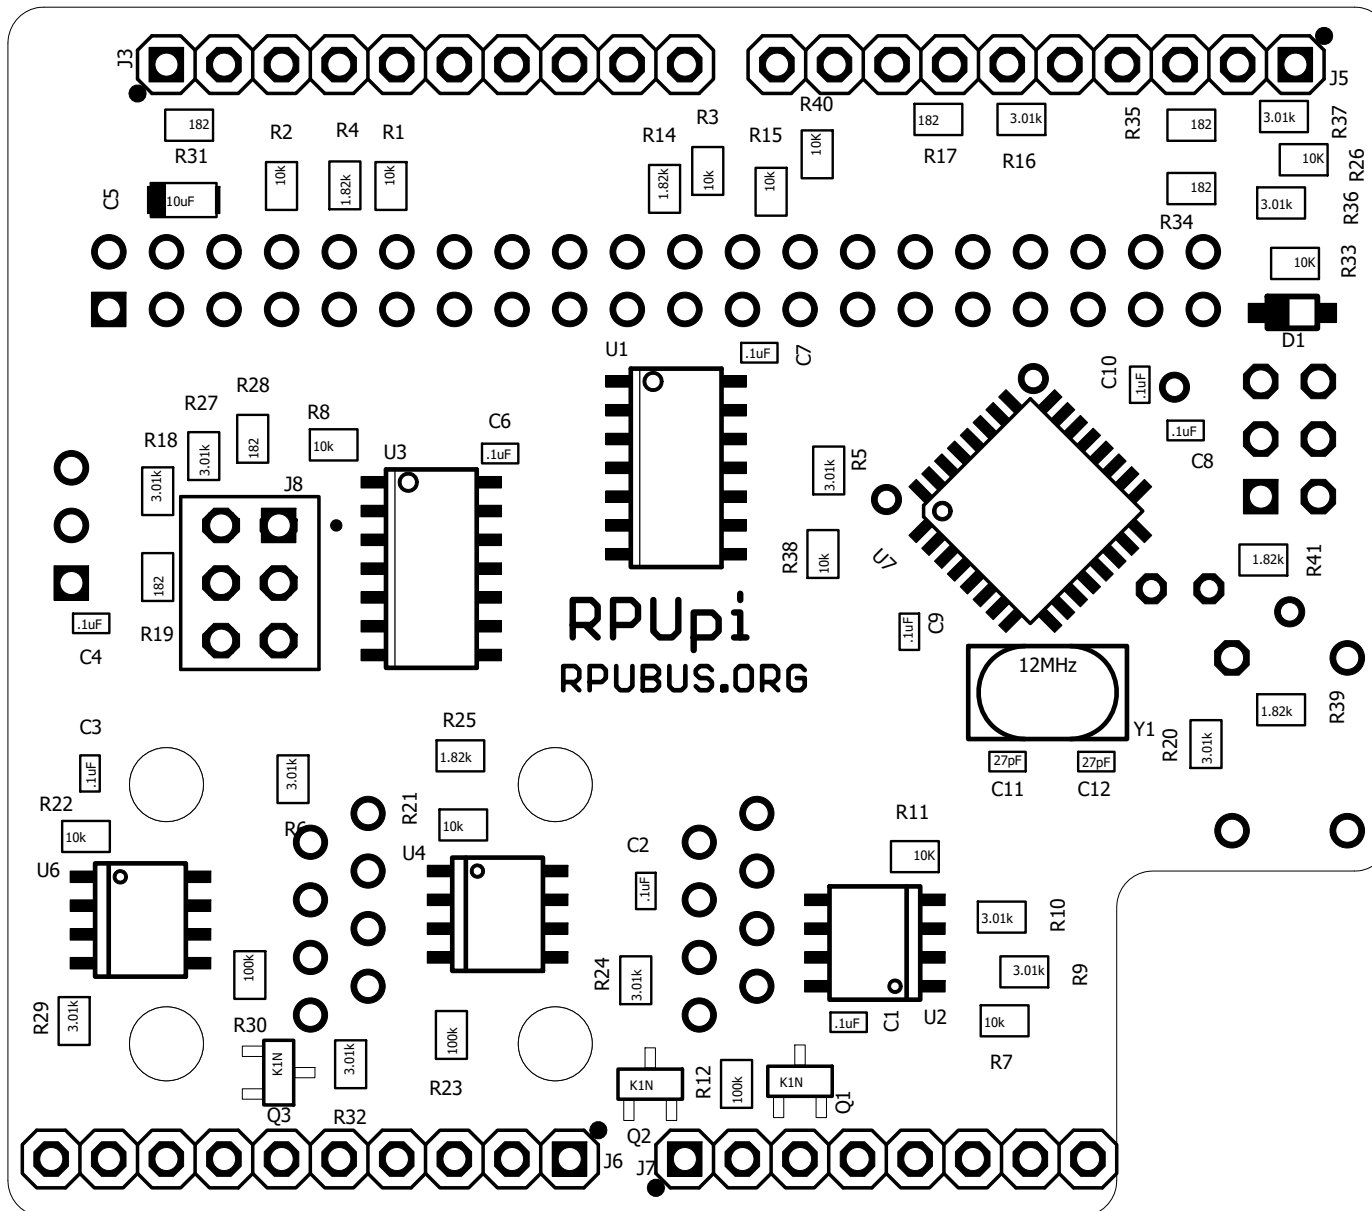 J3
J5
182
R31
R2
R4
R1
R14
R3
R15
R40
182
R17
3.01k
R16
R35
182
3.01k
R37
10K
R26
C5
10uF
10k
1.82k
10k
1.82k
10k
10k
10K
182
R34
3.01k
R36
10K
R33
D1
U1
.1uF
C7
C10
.1uF
.1uF
C8
R28
R27
R18
182
3.01k
3.01k
R8
10k
U3
C6
.1uF
J8
3.01k
R5
R38
10k
U7
1.82k
R41
182
R19
.1uF
C4
RPUpi
RPUBUS.ORG
.1uF
C9
12MHz
Y1
27pF
C11
27pF
C12
R20
3.01k
1.82k
R39
C3
.1uF
R22
10k
3.01k
R6
R25
1.82k
R21
10k
U6
U4
C2
.1uF
R11
10K
3.01k
R10
3.01k
R9
10k
R7
R29
3.01k
100k
R30
K1N
Q3
3.01k
R32
100k
R23
R24
3.01k
.1uF
C1
U2
K1N
Q2
R12
100k
K1N
Q1
J6
J7